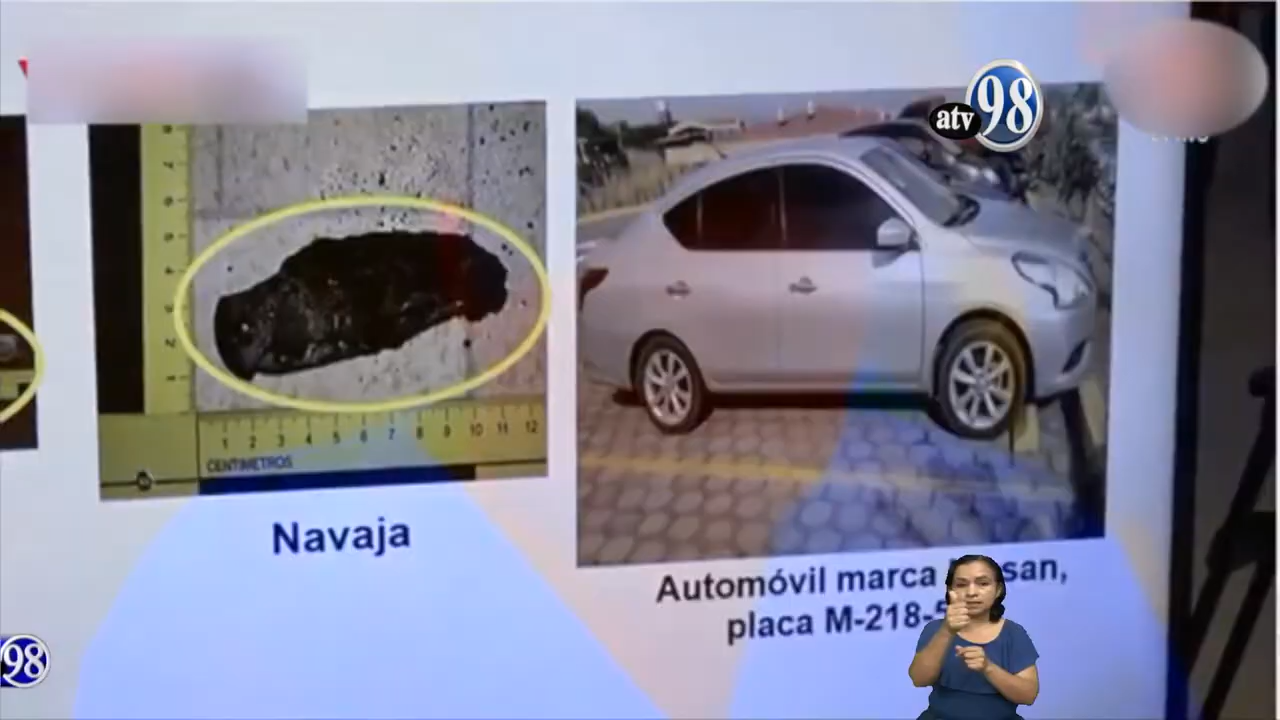 atv 98
1 2 3 4 5 6 7 8 9 10 11 12
CENTIMETROS
Navaja
Automóvil marca
placa M-218-
98